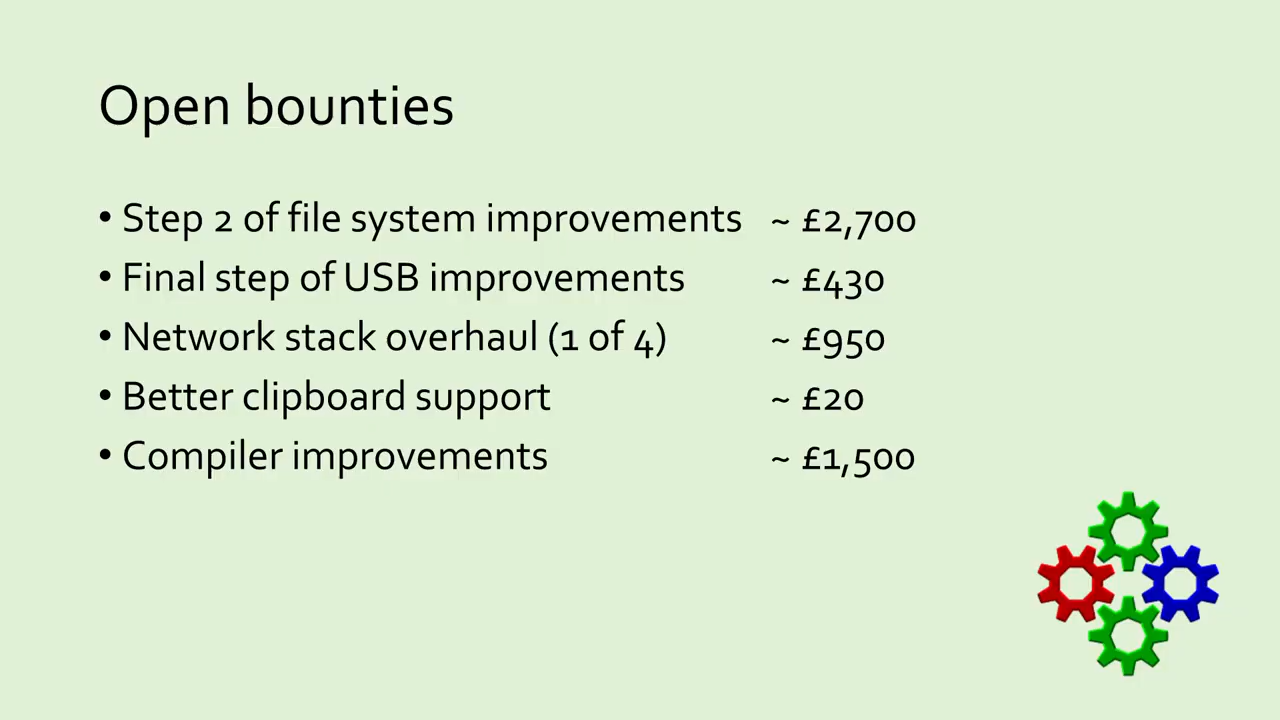 Open bounties
• Step 2 of file system improvements ~ £2,700
• Final step of USB improvements ~ £430
• Network stack overhaul (1 of 4) ~ £950
• Better clipboard support ~ £20
• Compiler improvements ~ £1,500